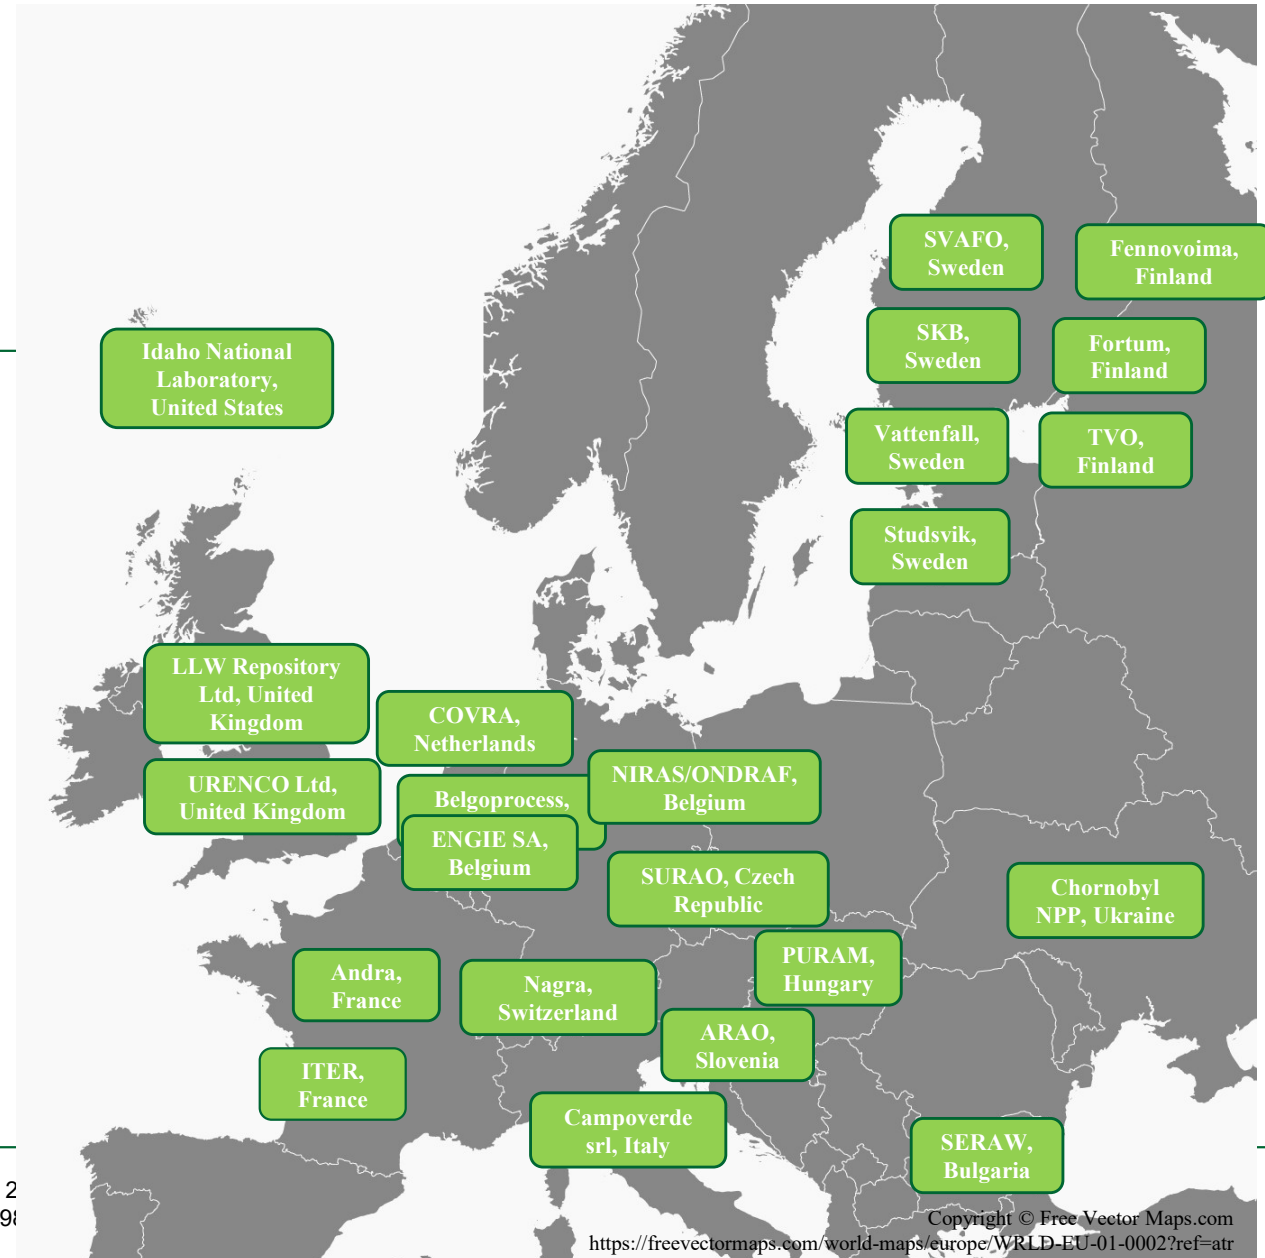 SVAFO,
Sweden
Fennovoima,
Finland
SKB,
Sweden
Fortum,
Finland
Idaho National
Laboratory,
United States
Vattenfall,
Sweden
TVO,
Finland
Studsvik,
Sweden
LLW Repository
Ltd, United
Kingdom
COVRA,
Netherlands
URENCO Ltd,
United Kingdom
NIRAS/ONDRAF,
Belgium
Belgoprocess,
ENGIE SA,
Belgium
SURAO, Czech
Republic
Chornobyl
NPP, Ukraine
PURAM,
Hungary
Andra,
France
Nagra,
Switzerland
ARAO,
Slovenia
ITER,
France
Campoverde
srl, Italy
SERAW,
Bulgaria
2
98
Copyright © Free Vector Maps.com
https://freevectormaps.com/world-maps/europe/WRLD-EU-01-0002?ref=atr